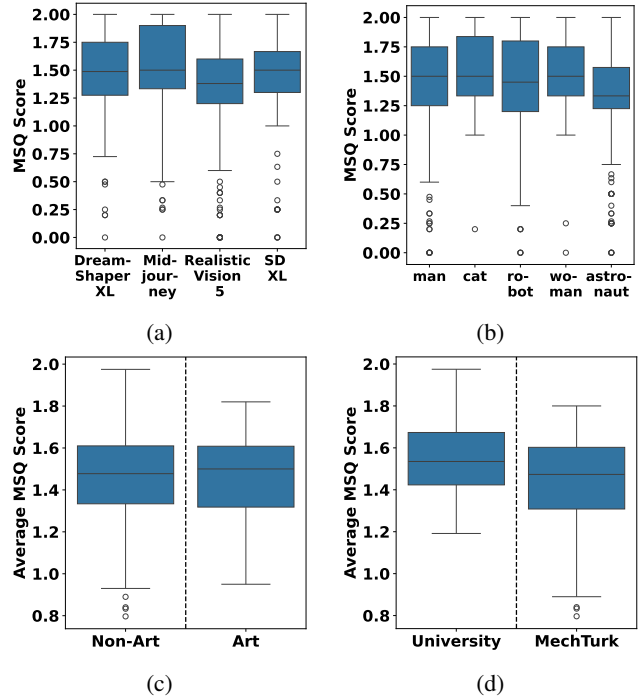 MSQ Score
2.00
1.75
1.50
1.25
1.00
0.75
0.50
0.25
0.00
Dream-
Shaper
XL
Mid-
jour-
ney
Realistic
Vision
5
SD
XL
(a)
MSQ Score
2.00
1.75
1.50
1.25
1.00
0.75
0.50
0.25
0.00
man
cat
ro-
bot
wo-
man
astro-
naut
(b)
Average MSQ Score
2.0
1.8
1.6
1.4
1.2
1.0
0.8
Non-Art
Art
(c)
Average MSQ Score
2.0
1.8
1.6
1.4
1.2
1.0
0.8
University
MechTurk
(d)